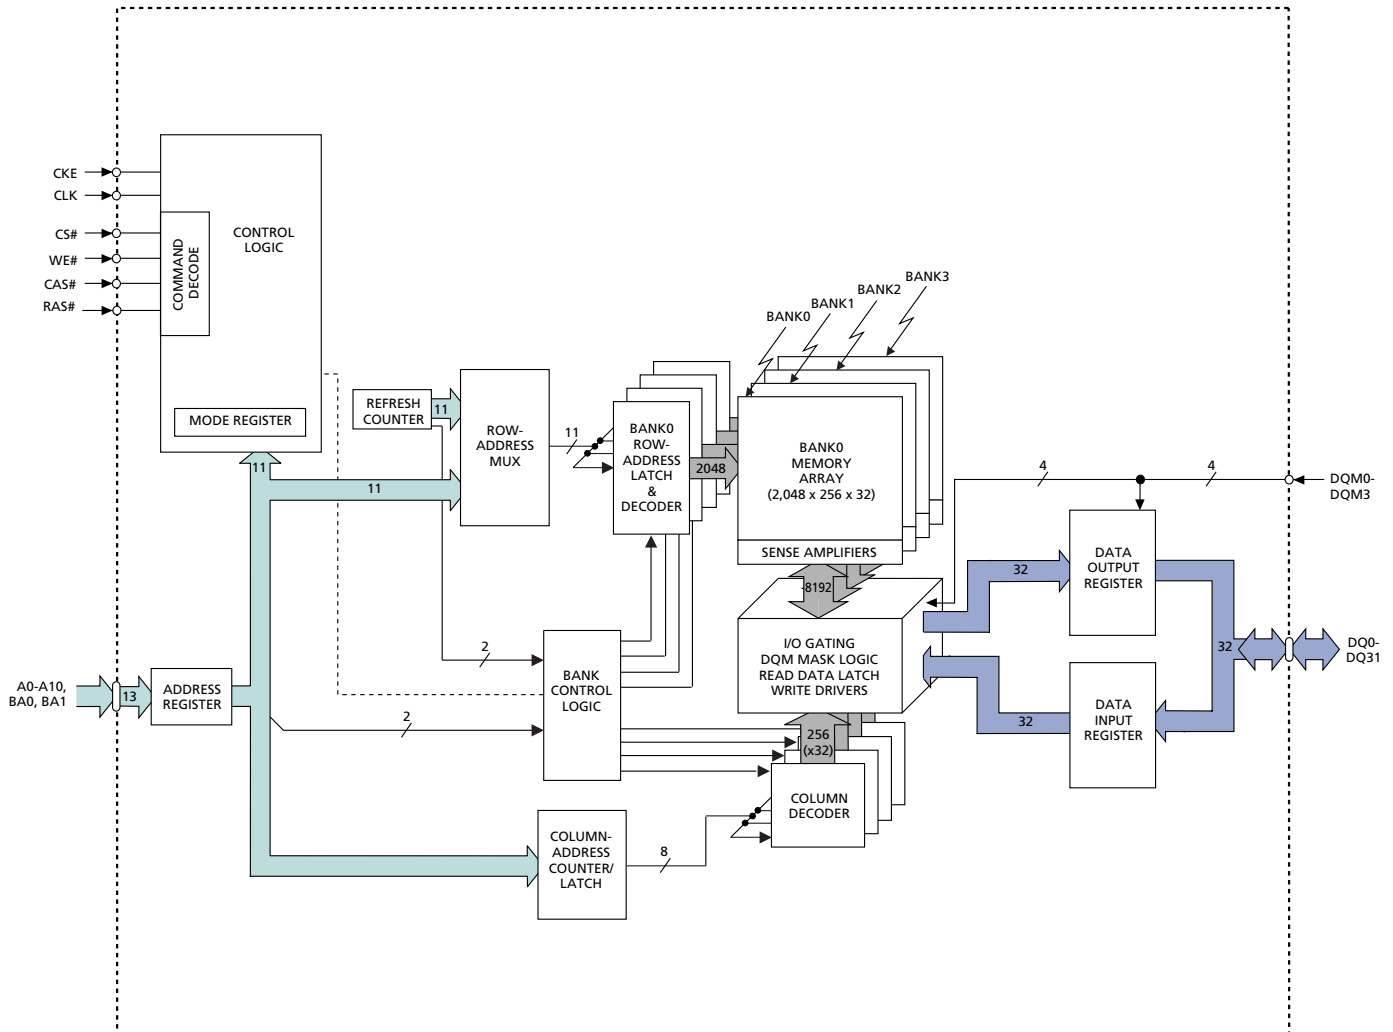 CKE
CLK
CS#
WE#
CAS#
RAS#
COMMAND
DECODE
CONTROL
LOGIC
MODE REGISTER
BANK0
BANK1
BANK2
BANK3
REFRESH
COUNTER
11
ROW-
ADDRESS
MUX
11
BANK0
ROW-
ADDRESS
LATCH
&
DECODER
2048
BANK0
MEMORY
ARRAY
(2,048 x 256 x 32)
SENSE AMPLIFIERS
11
11
8192
4
4
DQM0-
DQM3
DATA
OUTPUT
REGISTER
32
I/O GATING
DQM MASK LOGIC
READ DATA LATCH
WRITE DRIVERS
32
DQ0-
DQ31
2
BANK
CONTROL
LOGIC
A0-A10,
BA0, BA1
13
ADDRESS
REGISTER
2
256
(x32)
32
DATA
INPUT
REGISTER
COLUMN
DECODER
COLUMN-
ADDRESS
COUNTER/
LATCH
8